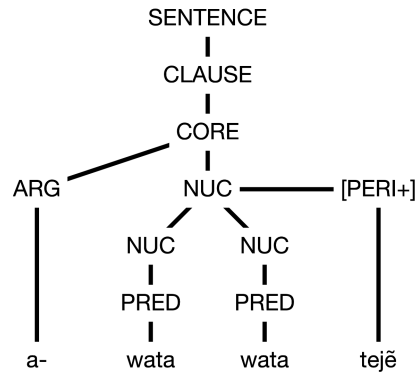 SENTENCE
CLAUSE
CORE
ARG NUC [PERI+]
NUC NUC
PRED PRED
a- wata wata tejẽ